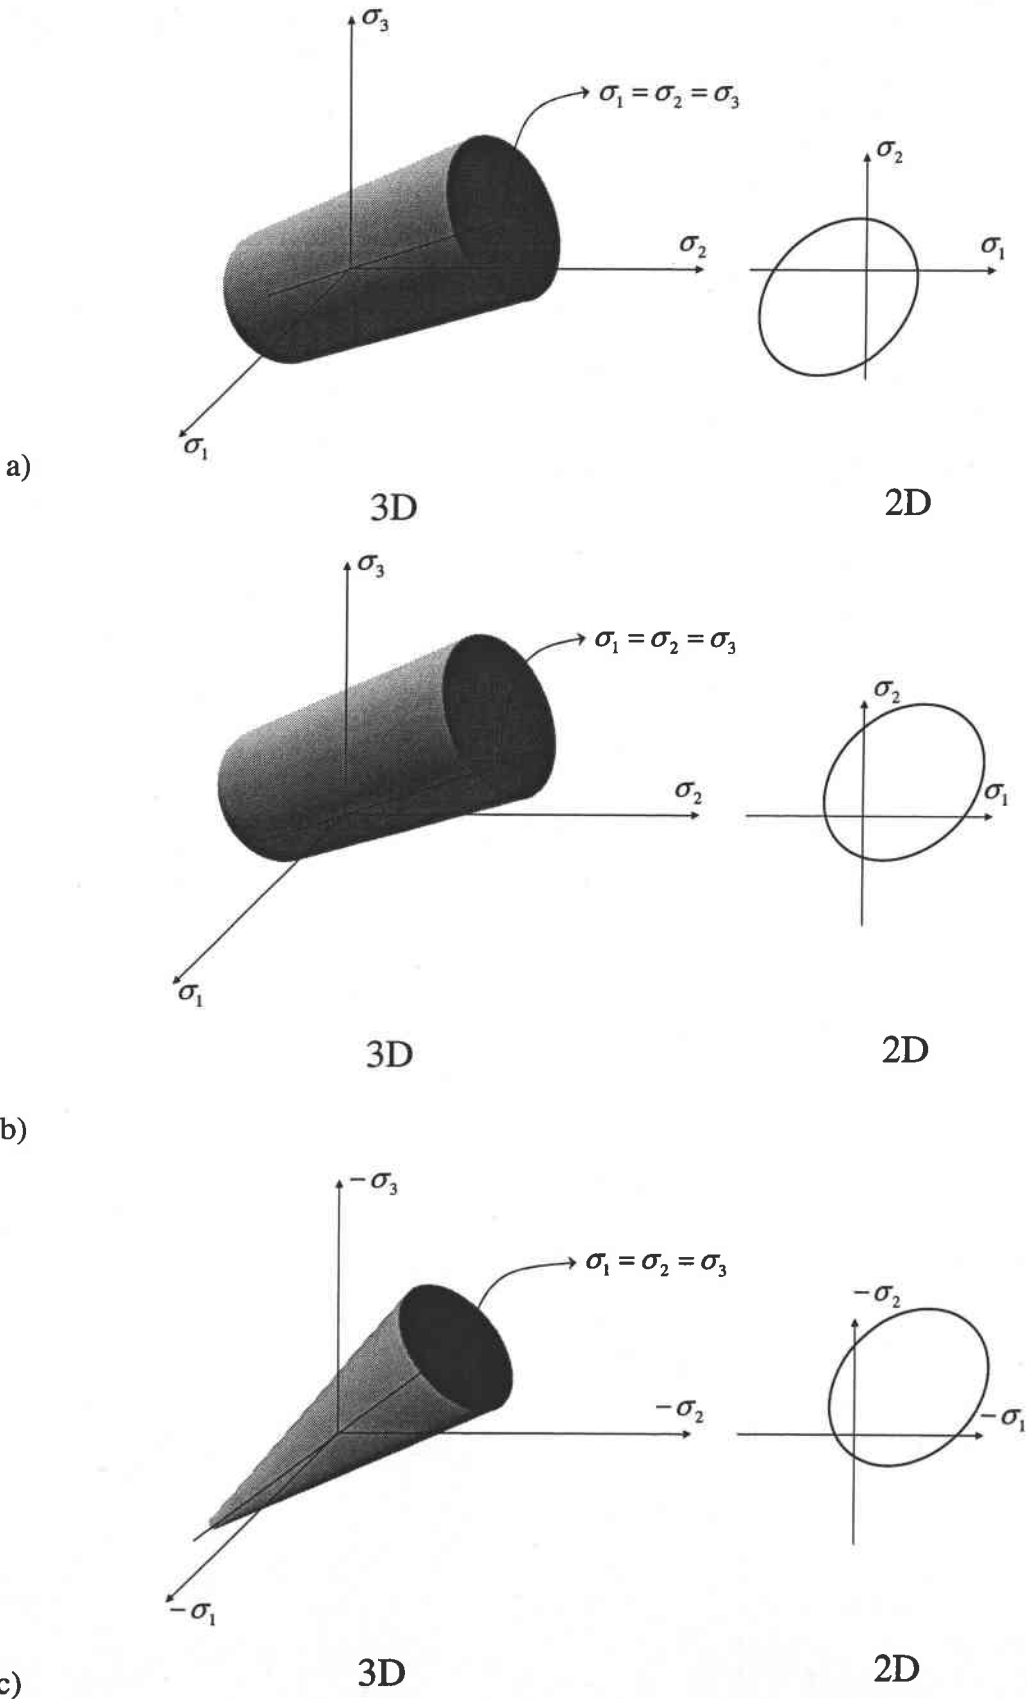 σ₃
σ₁ = σ₂ = σ₃
σ₂
σ₂
σ₁
σ₁
a)
3D
2D
σ₃
σ₁ = σ₂ = σ₃
σ₂
σ₂
σ₁
σ₁
3D
2D
b)
−σ₃
σ₁ = σ₂ = σ₃
−σ₂
−σ₂
−σ₁
−σ₁
3D
2D
c)